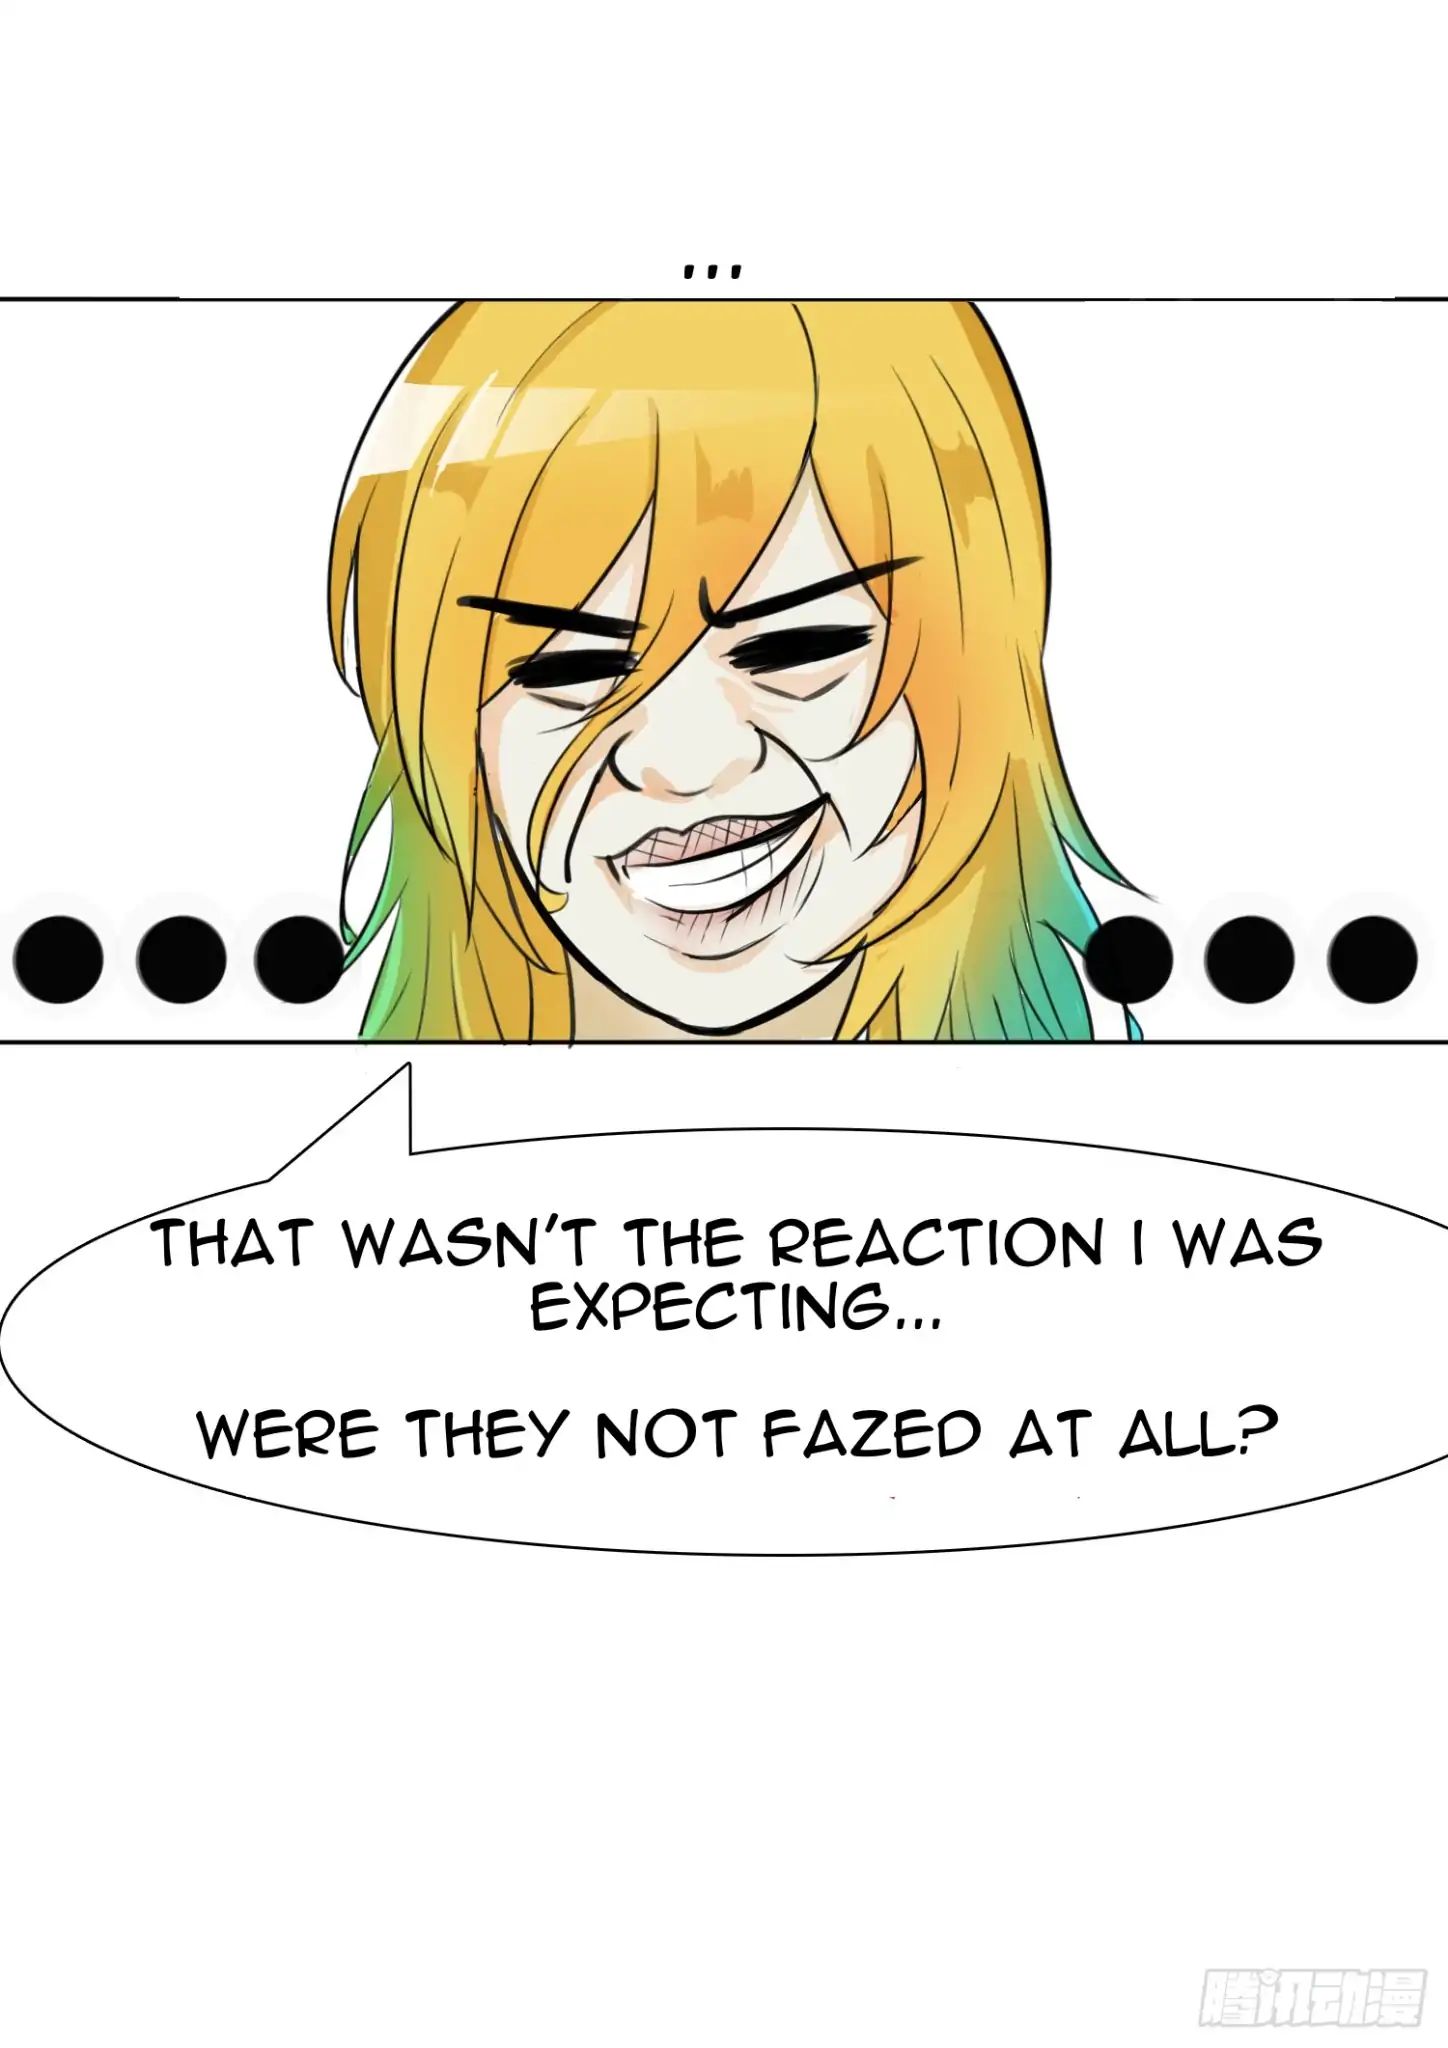 ...
... ...
THAT WASN'T THE REACTION I WAS
EXPECTING...
WERE THEY NOT FAZED AT ALL?
腾讯动漫